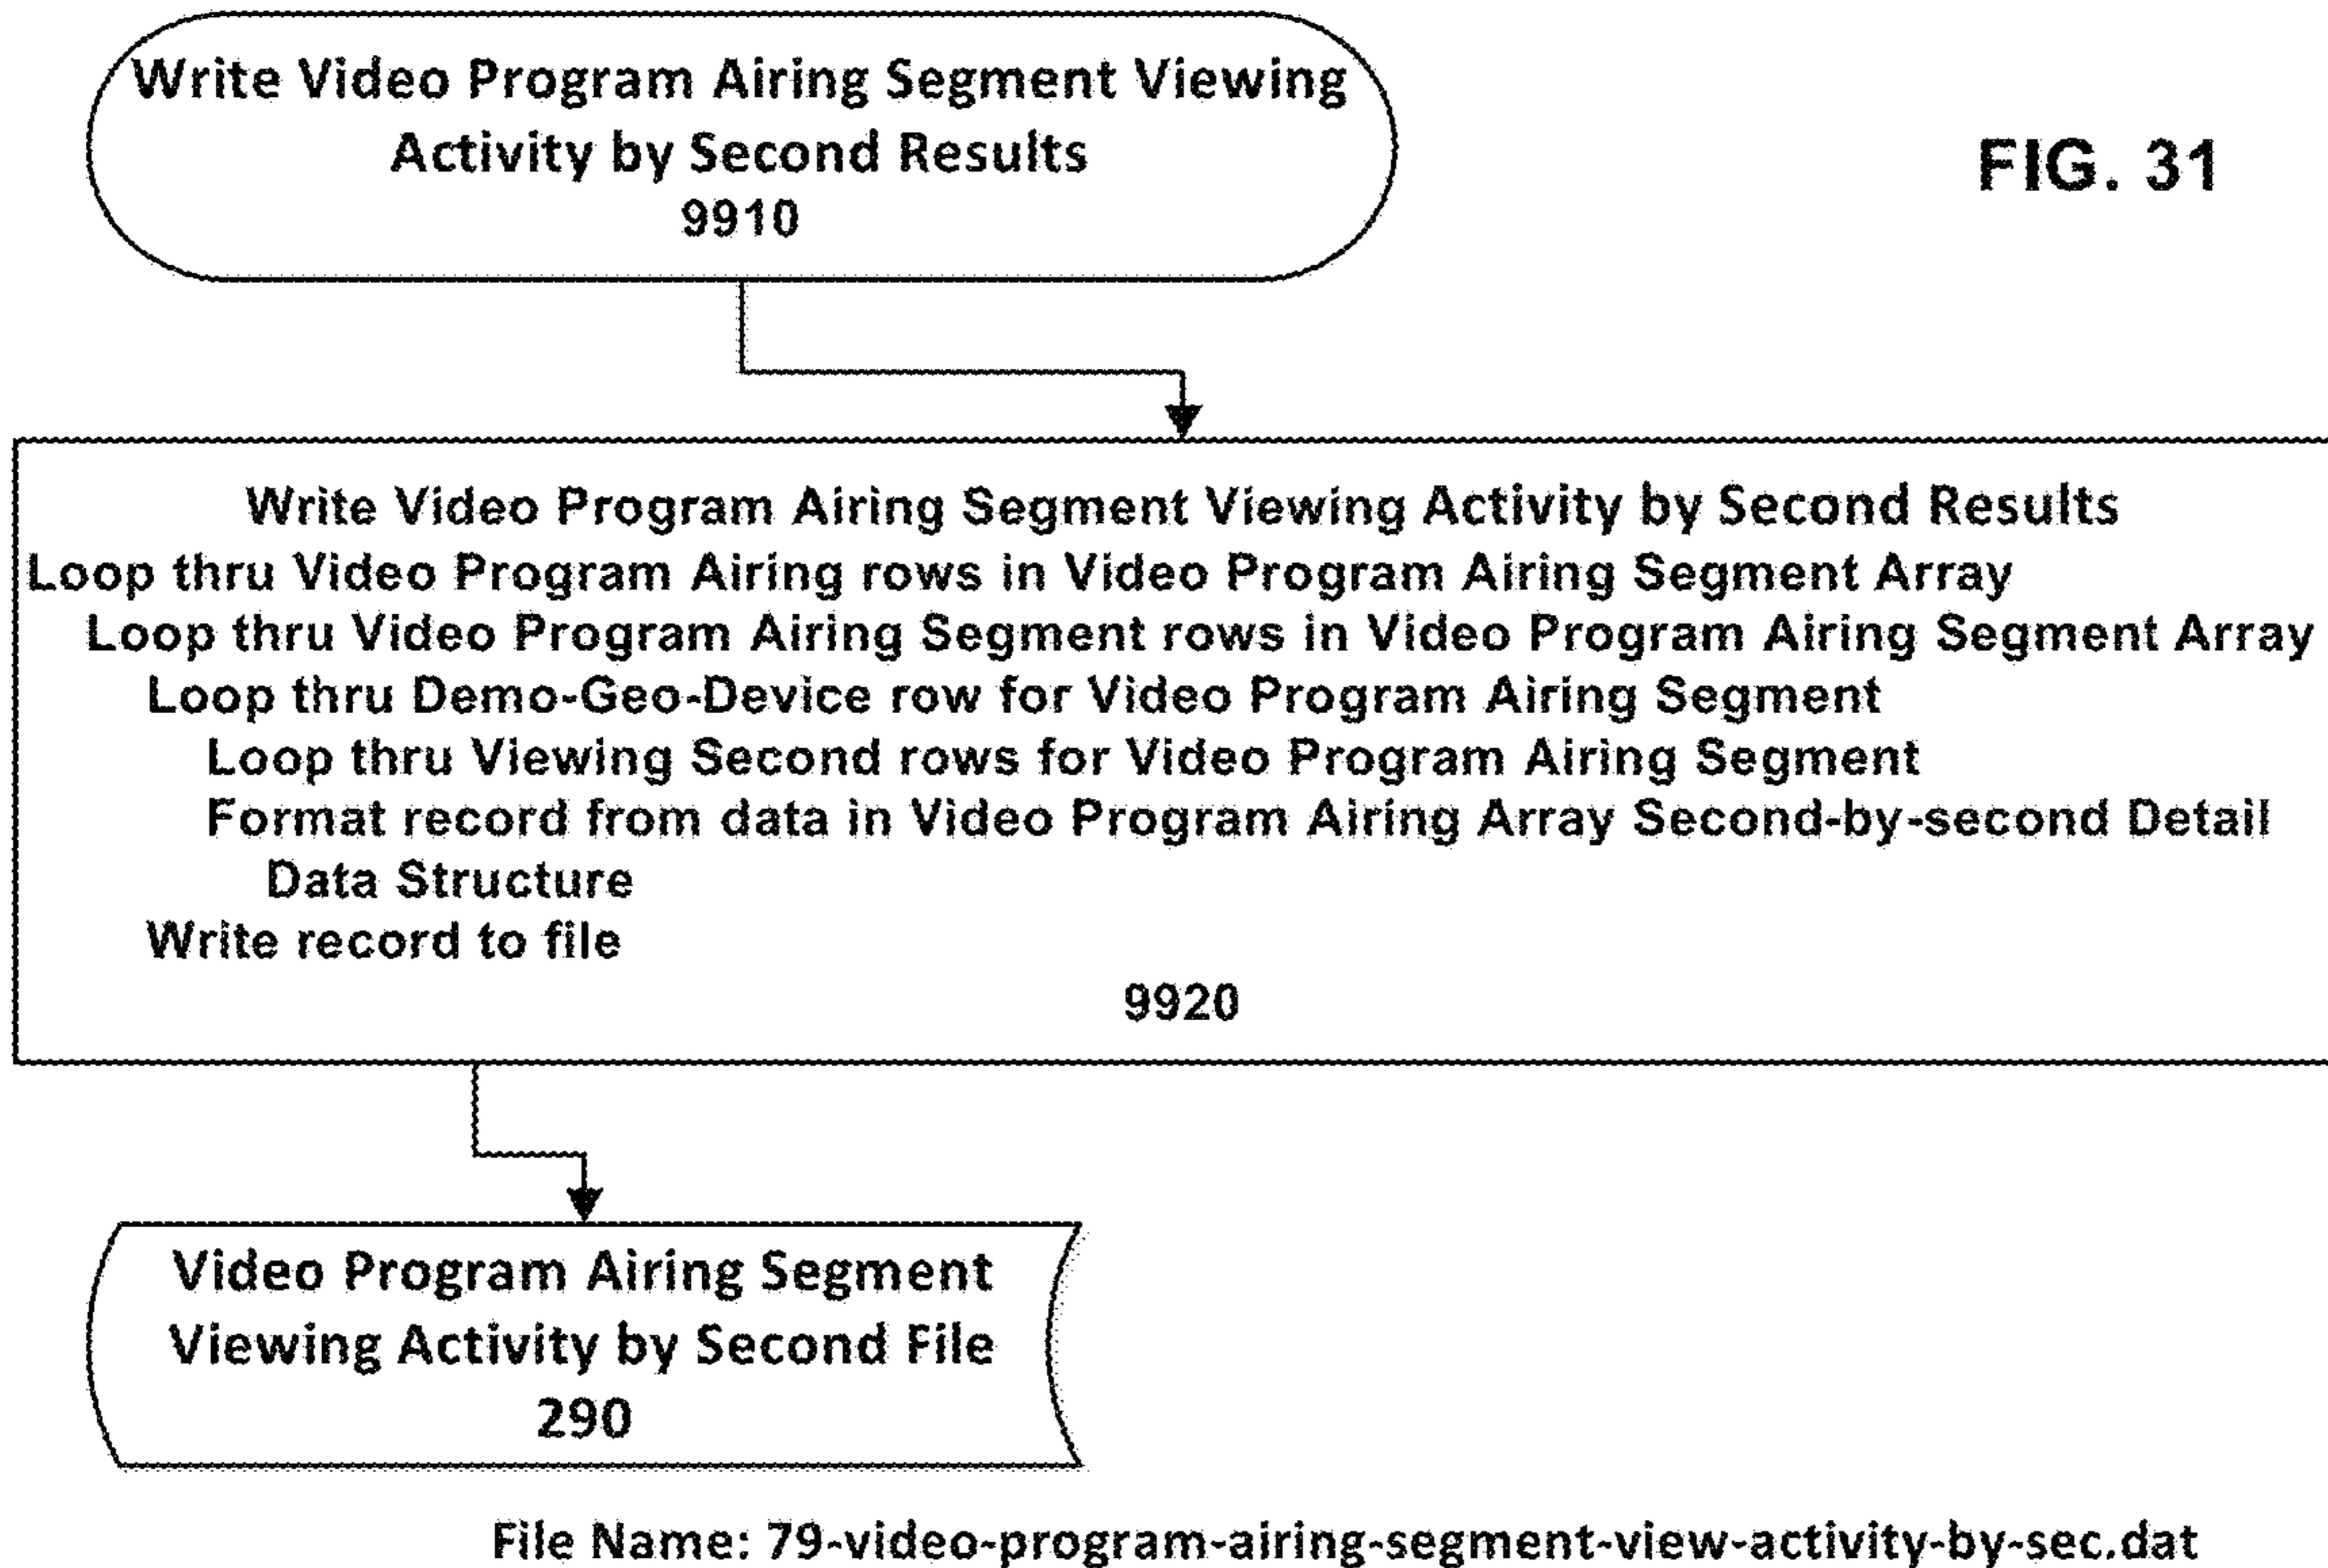 Write Video Program Airing Segment Viewing
Activity by Second Results
9910
FIG. 31
Write Video Program Airing Segment Viewing Activity by Second Results
Loop thru Video Program Airing rows in Video Program Airing Segment Array
Loop thru Video Program Airing Segment rows in Video Program Airing Segment Array
Loop thru Demo-Geo-Device row for Video Program Airing Segment
Loop thru Viewing Second rows for Video Program Airing Segment
Format record from data in Video Program Airing Array Second-by-second Detail
Data Structure
Write record to file
9920
Video Program Airing Segment
Viewing Activity by Second File
290
File Name: 79-video-program-airing-segment-view-activity-by-sec.dat